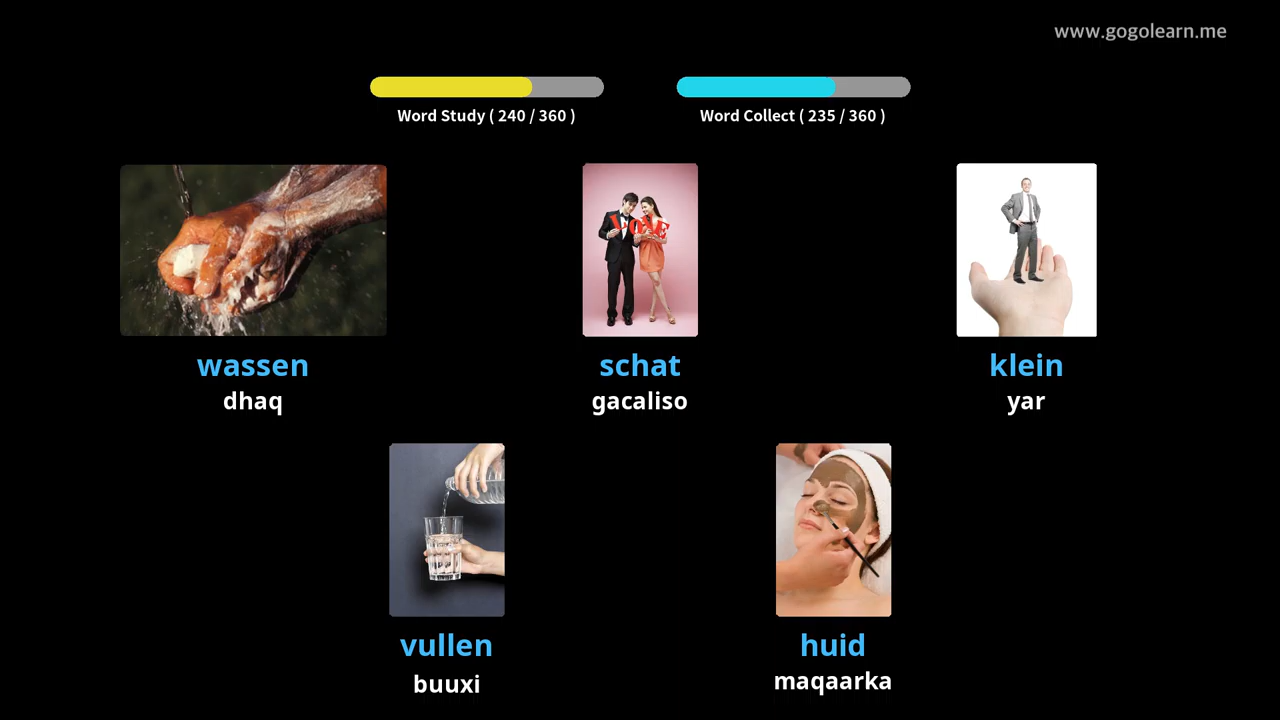 www.gogolearn.me
Word Study ( 240 / 360 )
Word Collect ( 235 / 360 )
LOVE
wassen
dhaq
schat
gacaliso
klein
yar
vullen
buuxi
huid
maqaarka